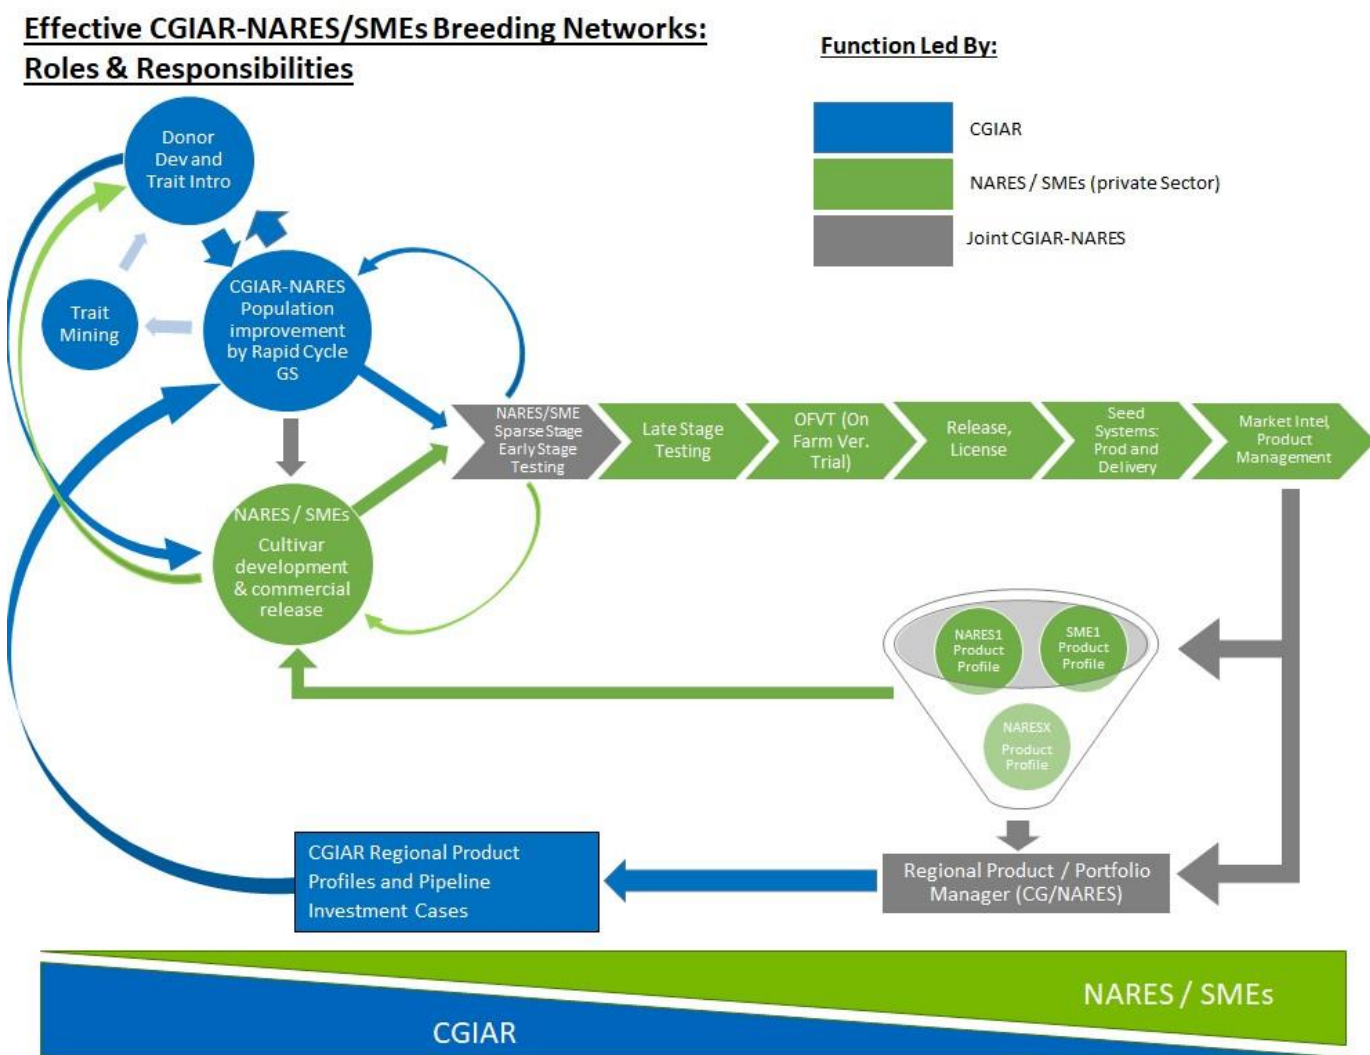 Effective CGIAR-NARES/SMEs Breeding Networks:
Roles & Responsibilities
Function Led By:
CGIAR
NARES / SMEs (private Sector)
Joint CGIAR-NARES
Donor
Dev and
Trait Intro
Trait
Mining
CGIAR-NARES
Population
improvement
by Rapid Cycle
GS
NARES / SMEs
Cultivar
development
& commercial
release
NARES/SME
Sparse Stage
Early Stage
Testing
Late Stage
Testing
OFVT (On
Farm Ver.
Trial)
Release,
License
Seed
Systems:
Prod and
Delivery
Market Intel,
Product
Management
NARES1
Product
Profile
SME1
Product
Profile
NARESX
Product
Profile
Regional Product / Portfolio
Manager (CG/NARES)
CGIAR Regional Product
Profiles and Pipeline
Investment Cases
NARES / SMEs
CGIAR